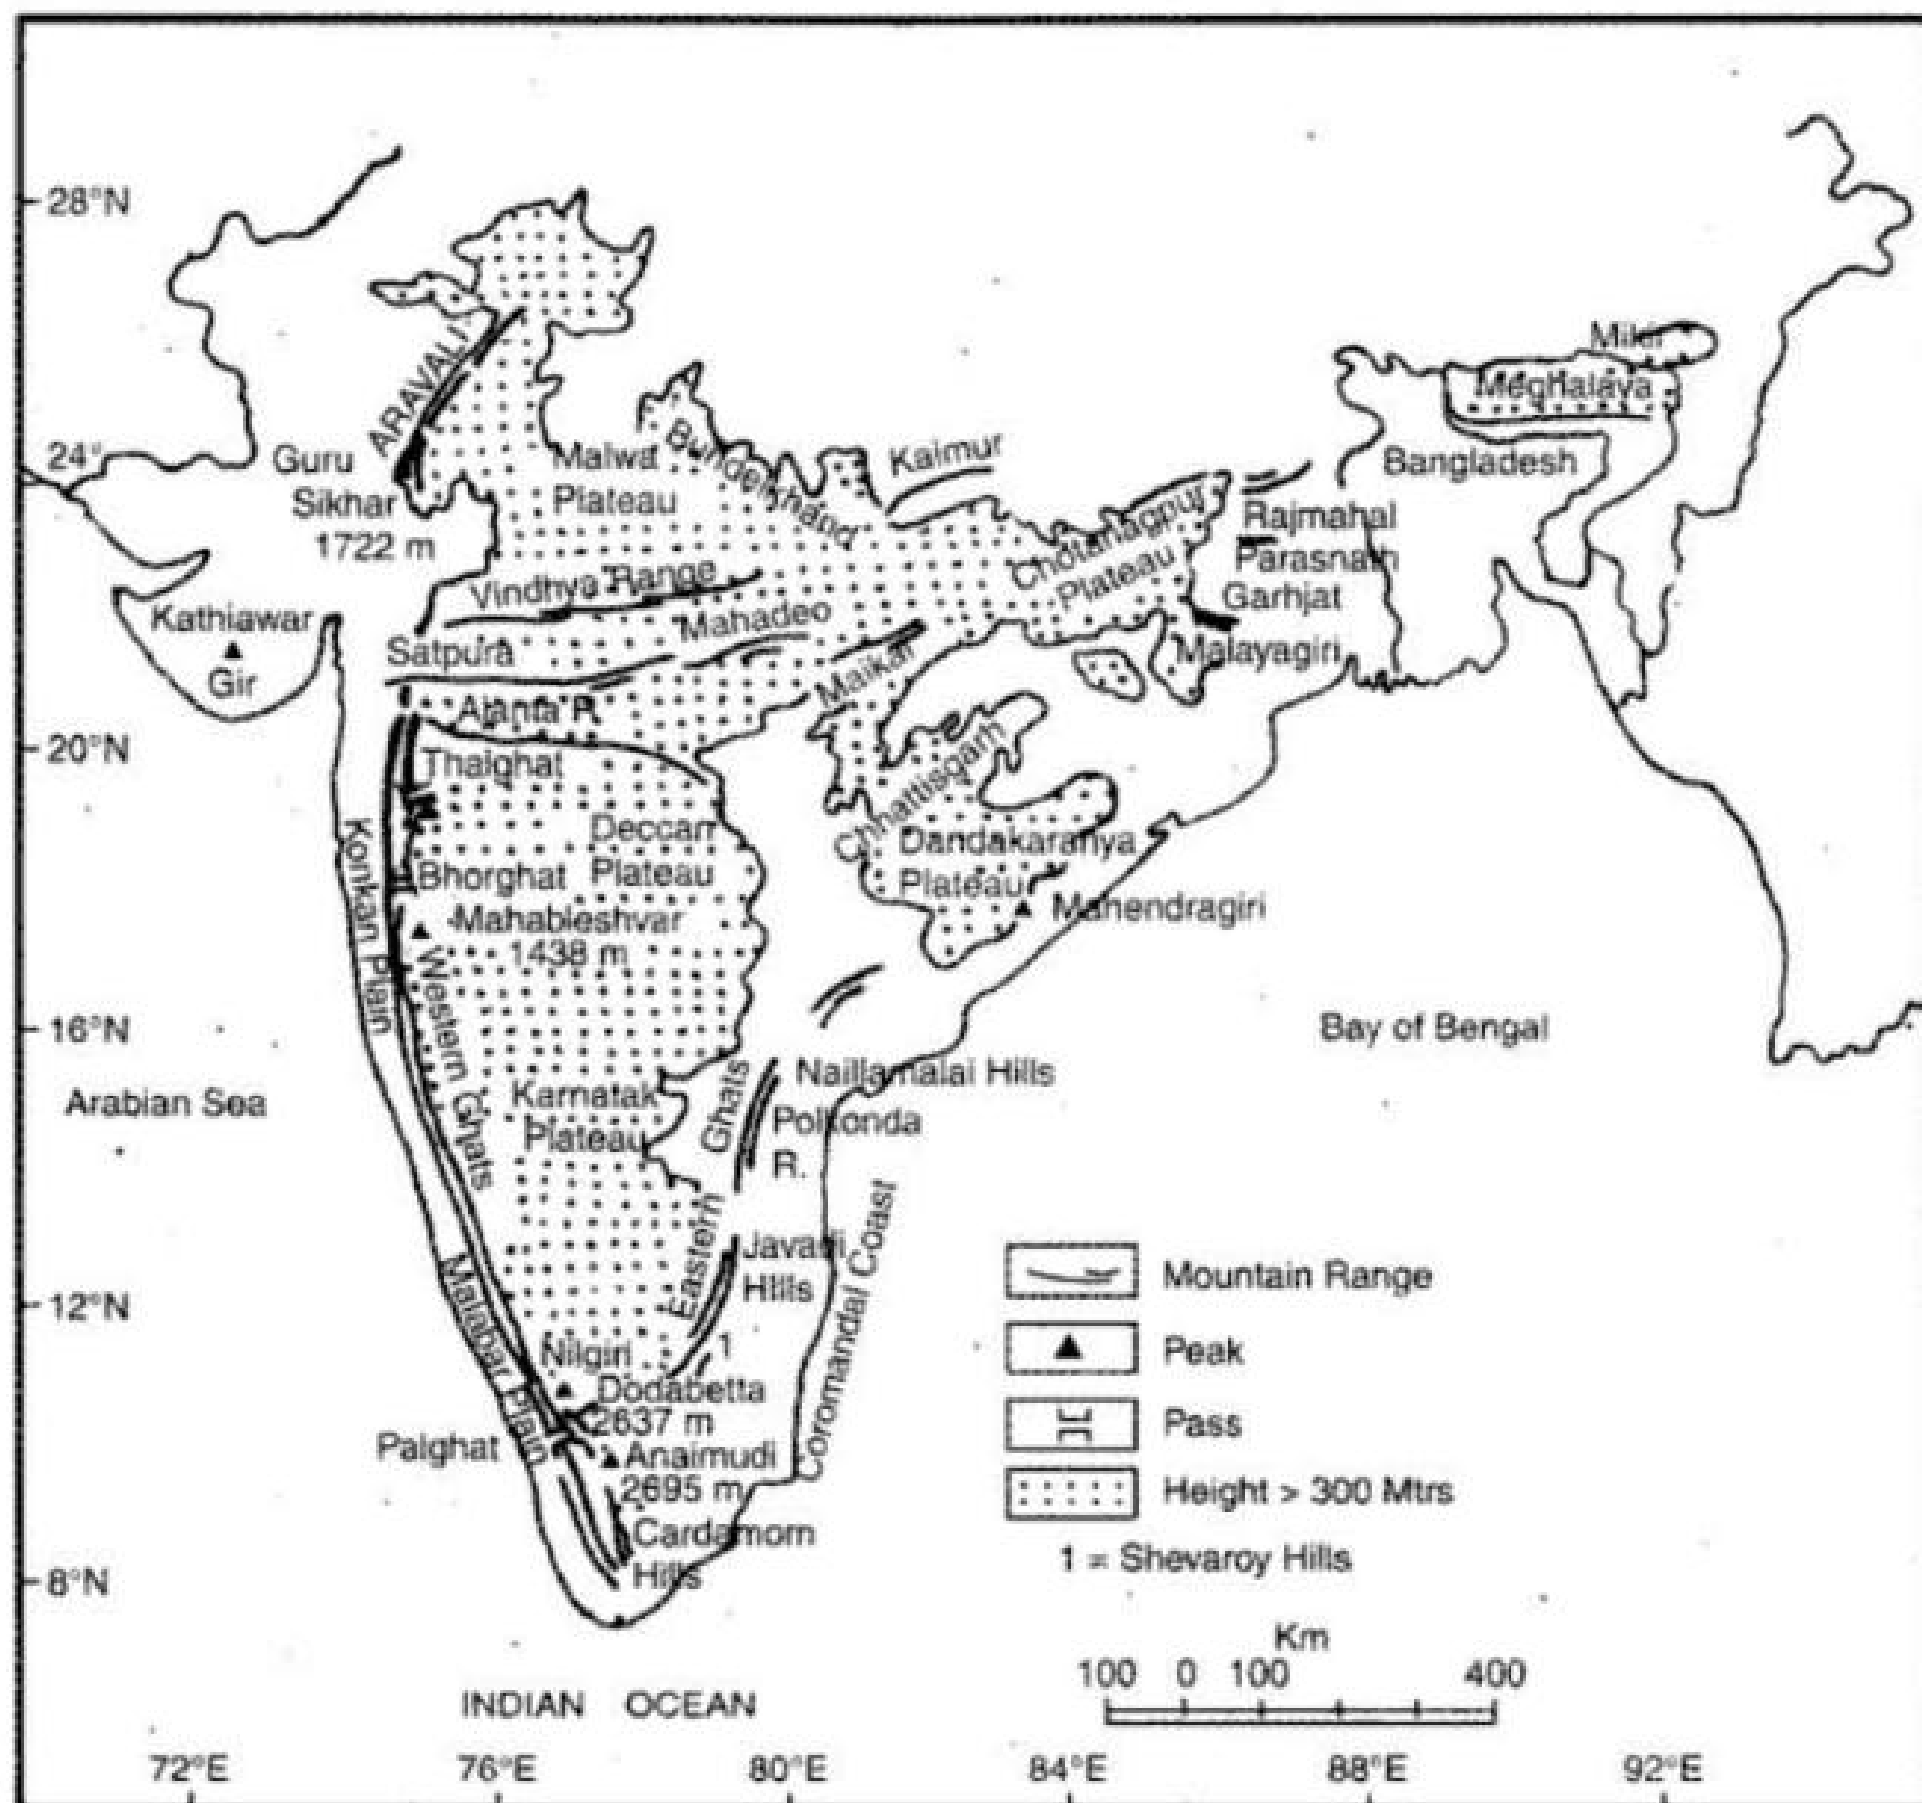 28°N
24°
20°N
16°N
12°N
8°N
ARAVALI
Guru
Sikhar
1722 m
Malwa
Plateau
Bundelkhand
Kaimur
Mikir
Meghalaya
Bangladesh
Chotanagpur
Plateau
Rajmahal
Parasnath
Garhjat
Malayagiri
Kathiawar
Gir
Vindhya Range
Satpura
Mahadeo
Maikal
Ajanta R.
Thalghat
Chhattisgarh
Deccan
Plateau
Dandakaranya
Plateau
Mahendragiri
Bhorghat
Mahableshvar
1438 m
Konkan Plain
Western Ghats
Arabian Sea
Bay of Bengal
Karnatak
Plateau
Eastern Ghats
Naillamalai Hills
Polkonda
R.
Javadi
Hills
1
Coromandal Coast
Malabar Plain
Nilgiri
Dodabetta
2637 m
Palghat
Anaimudi
2695 m
Cardamom
Hills
Mountain Range
Peak
Pass
Height > 300 Mtrs
1 = Shevaroy Hills
Km
100 0 100 400
INDIAN OCEAN
72°E 76°E 80°E 84°E 88°E 92°E